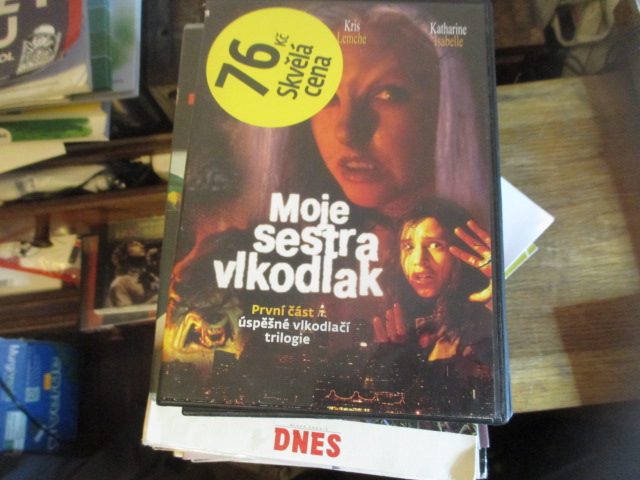 76 Kč
Skvělá
cena
Kris
Lemche
Katharine
Isabelle
Moje
sestra
vlkodlak
První část
úspěšné vlkodlačí
trilogie
DNES